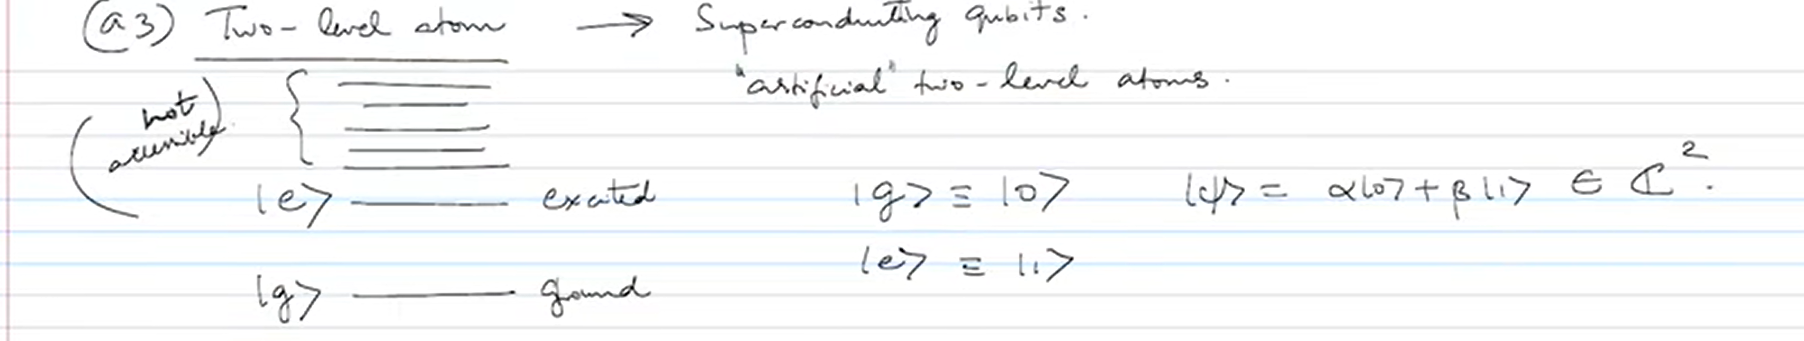 (a3) Two-level atom → Superconducting qubits.
"artificial" two-level atoms.
(not accessible)
|e> excited |g> ≡ |0> |ψ> = α|0> + β|1> ∈ ℂ².
|e> ≡ |1>
|g> ground